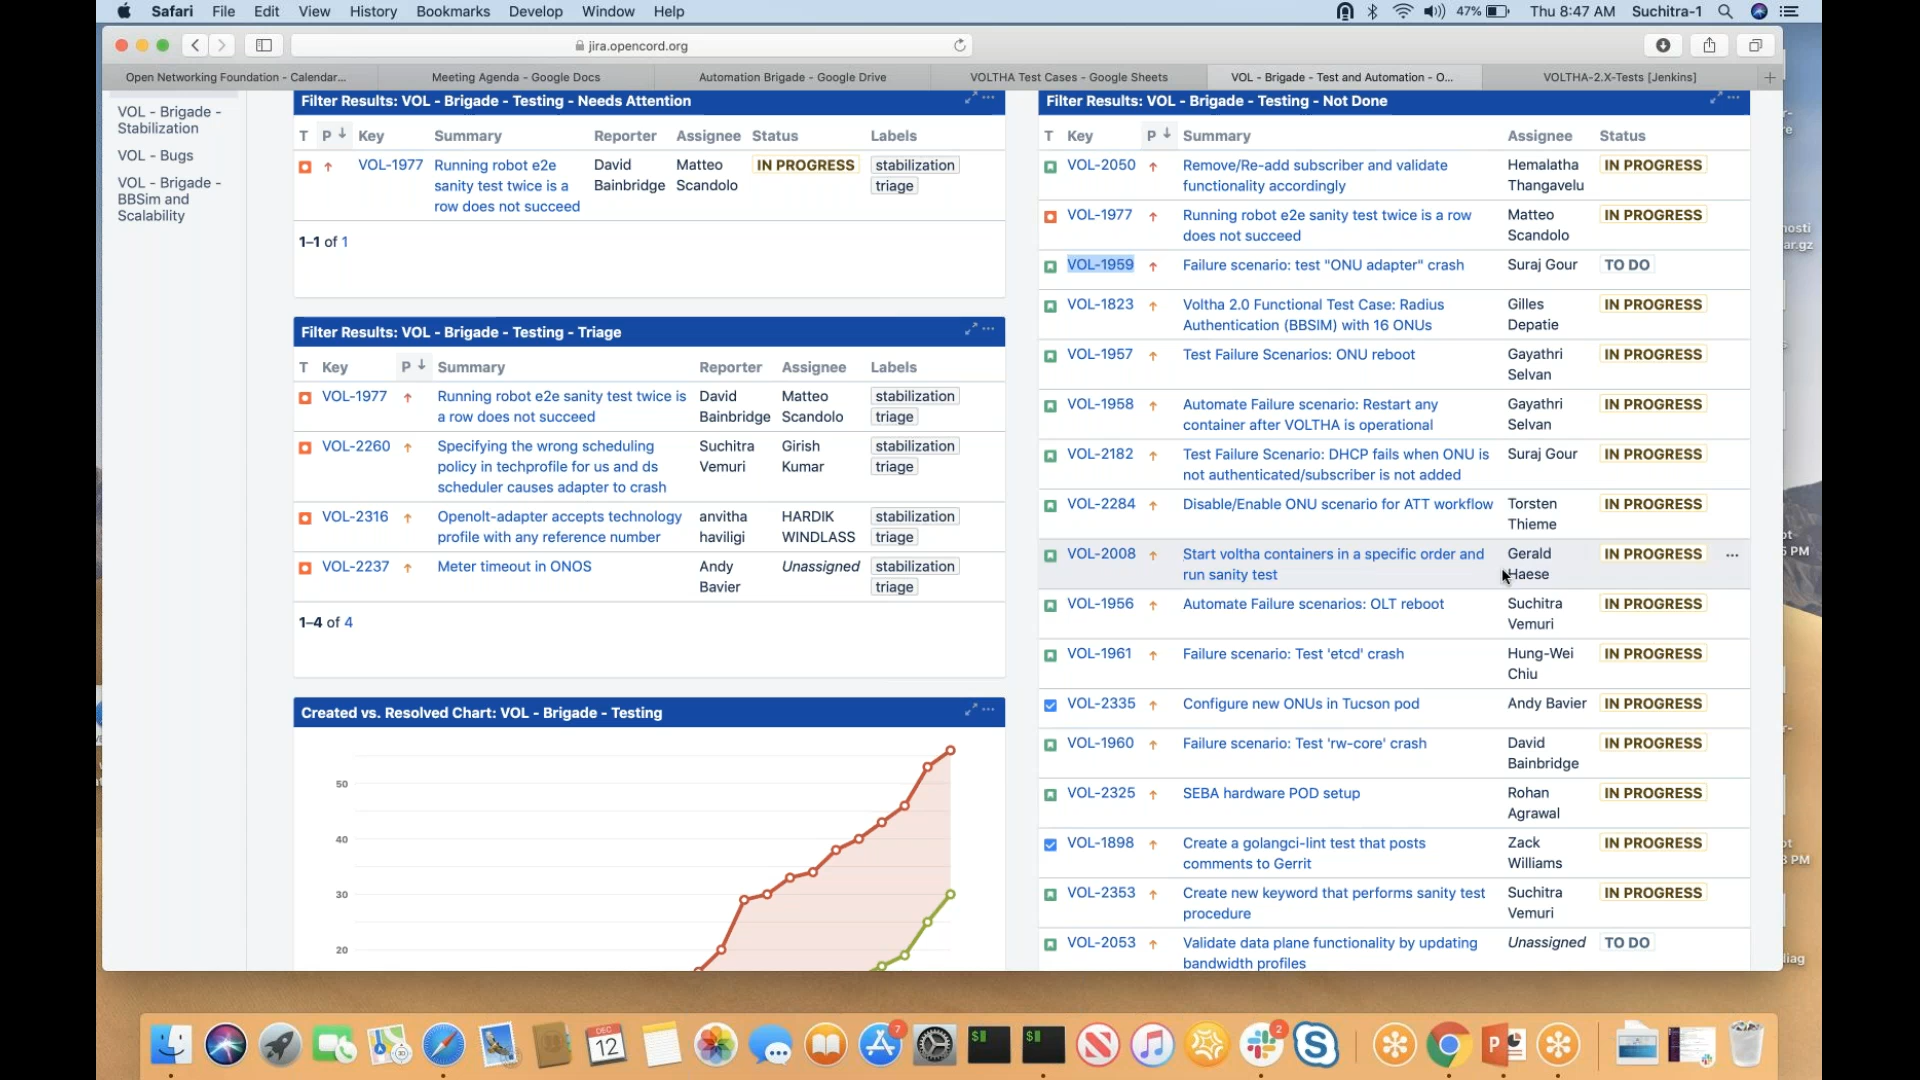 Safari File Edit View History Bookmarks Develop Window Help 47% Thu 8:47 AM Suchitra-1
jira.opencord.org
Open Networking Foundation - Calendar... Meeting Agenda - Google Docs Automation Brigade - Google Drive VOLTHA Test Cases - Google Sheets VOL - Brigade - Test and Automation - O... VOLTHA-2.X-Tests [Jenkins]
VOL - Brigade -
Stabilization
VOL - Bugs
VOL - Brigade -
BBSim and
Scalability
Filter Results: VOL - Brigade - Testing - Needs Attention
T P Key Summary Reporter Assignee Status Labels
VOL-1977 Running robot e2e David Matteo IN PROGRESS stabilization
sanity test twice is a Bainbridge Scandolo triage
row does not succeed
1–1 of 1
Filter Results: VOL - Brigade - Testing - Triage
T Key P Summary Reporter Assignee Labels
VOL-1977 Running robot e2e sanity test twice is David Matteo stabilization
a row does not succeed Bainbridge Scandolo triage
VOL-2260 Specifying the wrong scheduling Suchitra Girish stabilization
policy in techprofile for us and ds Vemuri Kumar triage
scheduler causes adapter to crash
VOL-2316 Openolt-adapter accepts technology anvitha HARDIK stabilization
profile with any reference number haviligi WINDLASS triage
VOL-2237 Meter timeout in ONOS Andy Unassigned stabilization
Bavier triage
1–4 of 4
Created vs. Resolved Chart: VOL - Brigade - Testing
50
40
30
20
Filter Results: VOL - Brigade - Testing - Not Done
T Key P Summary Assignee Status
VOL-2050 Remove/Re-add subscriber and validate Hemalatha IN PROGRESS
functionality accordingly Thangavelu
VOL-1977 Running robot e2e sanity test twice is a row Matteo IN PROGRESS
does not succeed Scandolo
VOL-1959 Failure scenario: test "ONU adapter" crash Suraj Gour TO DO
VOL-1823 Voltha 2.0 Functional Test Case: Radius Gilles IN PROGRESS
Authentication (BBSIM) with 16 ONUs Depatie
VOL-1957 Test Failure Scenarios: ONU reboot Gayathri IN PROGRESS
Selvan
VOL-1958 Automate Failure scenario: Restart any Gayathri IN PROGRESS
container after VOLTHA is operational Selvan
VOL-2182 Test Failure Scenario: DHCP fails when ONU is Suraj Gour IN PROGRESS
not authenticated/subscriber is not added
VOL-2284 Disable/Enable ONU scenario for ATT workflow Torsten IN PROGRESS
Thieme
VOL-2008 Start voltha containers in a specific order and Gerald IN PROGRESS
run sanity test Haese
VOL-1956 Automate Failure scenarios: OLT reboot Suchitra IN PROGRESS
Vemuri
VOL-1961 Failure scenario: Test 'etcd' crash Hung-Wei IN PROGRESS
Chiu
VOL-2335 Configure new ONUs in Tucson pod Andy Bavier IN PROGRESS
VOL-1960 Failure scenario: Test 'rw-core' crash David IN PROGRESS
Bainbridge
VOL-2325 SEBA hardware POD setup Rohan IN PROGRESS
Agrawal
VOL-1898 Create a golangci-lint test that posts Zack IN PROGRESS
comments to Gerrit Williams
VOL-2353 Create new keyword that performs sanity test Suchitra IN PROGRESS
procedure Vemuri
VOL-2053 Validate data plane functionality by updating Unassigned TO DO
bandwidth profiles
DEC
12
7
2